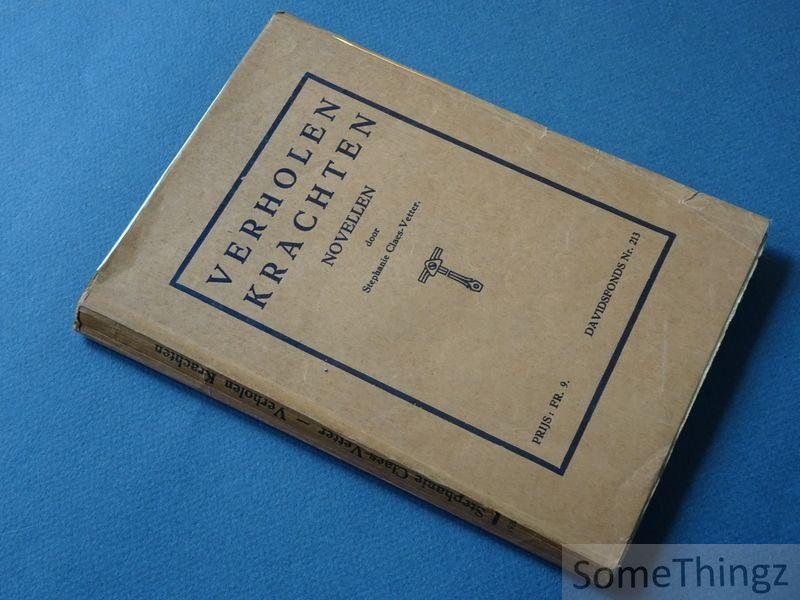 VERHOLEN
KRACHTEN
NOVELLEN
door
Stephanie Claes-Vetter.
PRIJS: FR. 9.
DAVIDSFONDS Nr. 213
Stephanie Claes-Vetter — Verholen Krachten
SomeThingz